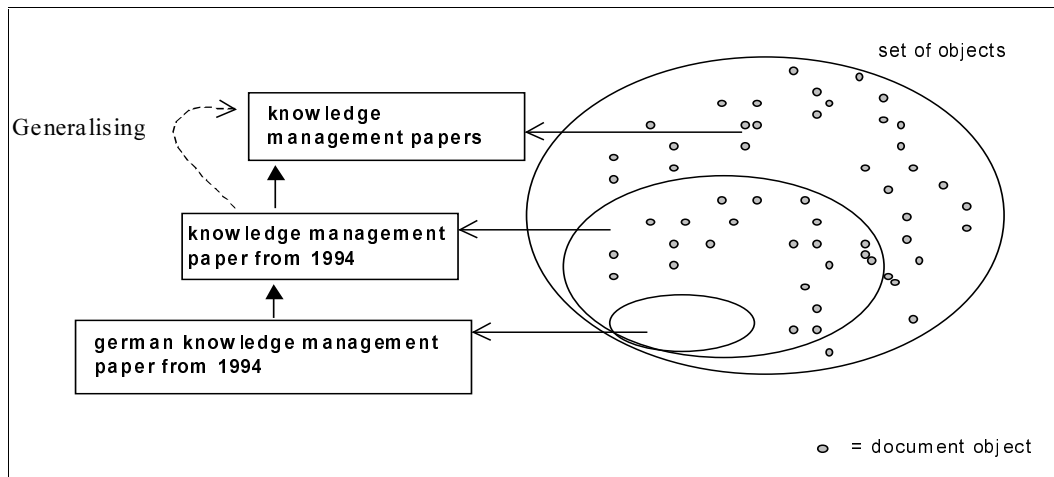 set of objects
knowledge
management papers
Generalising
knowledge management
paper from 1994
german knowledge management
paper from 1994
= document object